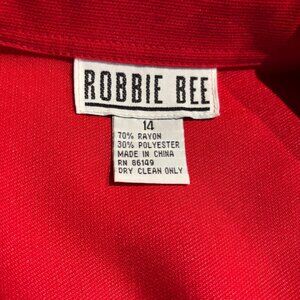 ROBBIE BEE
14
70% RAYON
30% POLYESTER
MADE IN CHINA
RN 86149
DRY CLEAN ONLY